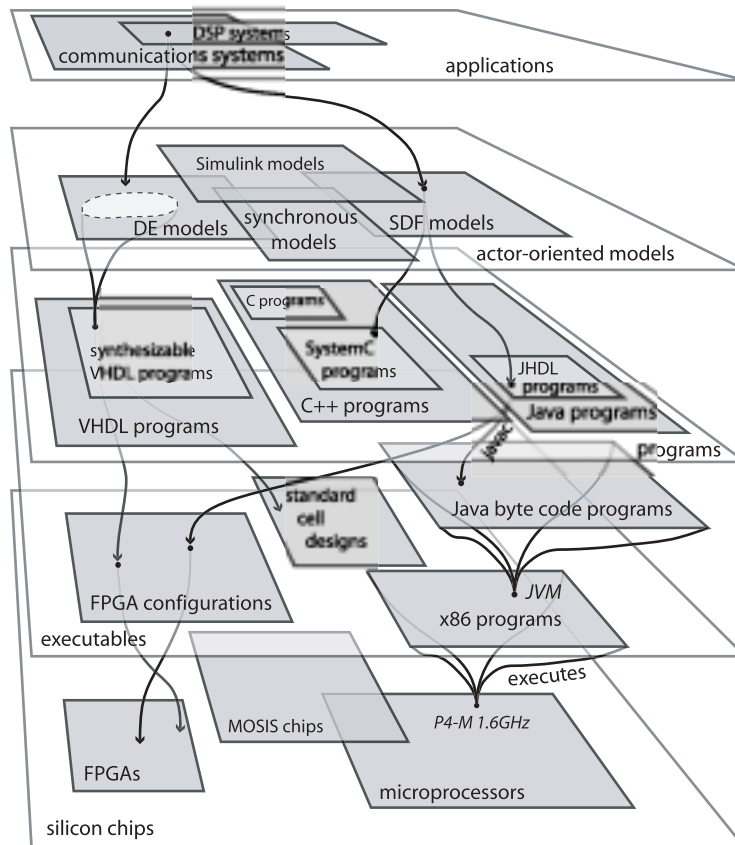 DSP systems
communications systems
applications
Simulink models
synchronous
models
SDF models
DE models
actor-oriented models
C programs
synthesizable
VHDL programs
SystemC
programs
JHDL
programs
Java programs
C++ programs
VHDL programs
javac
programs
standard
cell
designs
Java byte code programs
FPGA configurations
JVM
x86 programs
executables
executes
MOSIS chips
P4-M 1.6GHz
FPGAs
microprocessors
silicon chips